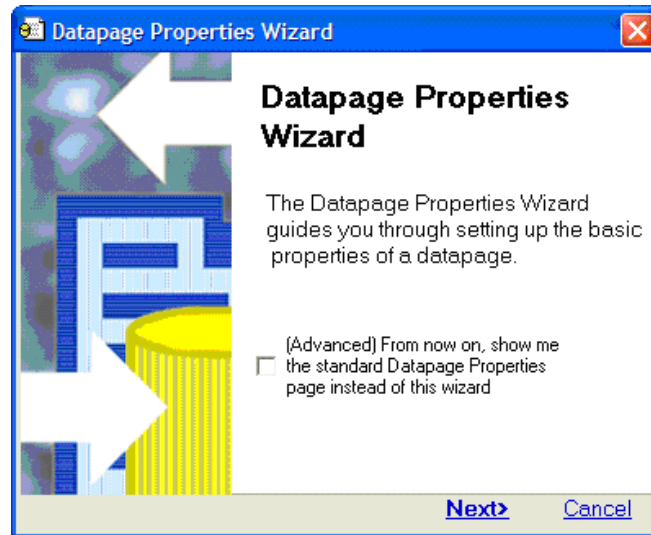 Datapage Properties Wizard
Datapage Properties
Wizard
The Datapage Properties Wizard
guides you through setting up the basic
properties of a datapage.
(Advanced) From now on, show me
the standard Datapage Properties
page instead of this wizard
Next> Cancel